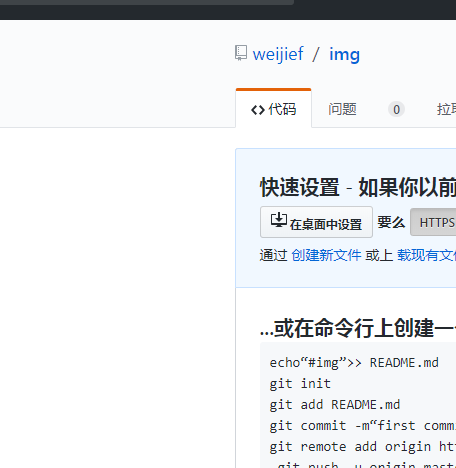 weijief / img
代码 问题 0
快速设置 - 如果你以前
在桌面中设置 要么 HTTPS
通过 创建新文件 或上 载现有文
...或在命令行上创建一
echo“#img”>> README.md
git init
git add README.md
git commit -m“first comm
git remote add origin htt
git push -u origin mast